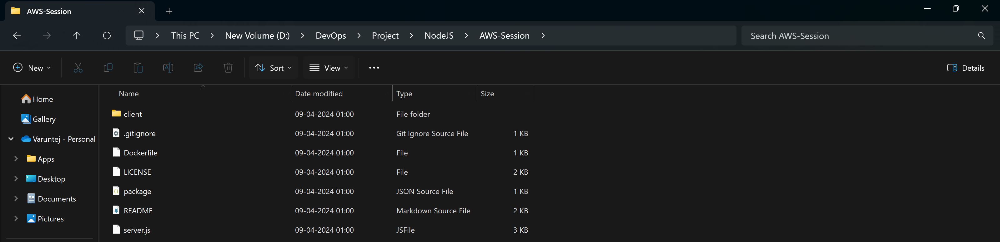 AWS-Session
This PC > New Volume (D:) > DevOps > Project > NodeJS > AWS-Session >
Search AWS-Session
New Sort View ••• Details
Name Date modified Type Size
Home
Gallery
Varuntej - Personal
Apps
Desktop
Documents
Pictures
client 09-04-2024 01:00 File folder
.gitignore 09-04-2024 01:00 Git Ignore Source File 1 KB
Dockerfile 09-04-2024 01:00 File 1 KB
LICENSE 09-04-2024 01:00 File 2 KB
package 09-04-2024 01:00 JSON Source File 1 KB
README 09-04-2024 01:00 Markdown Source File 2 KB
server.js 09-04-2024 01:00 JSFile 3 KB